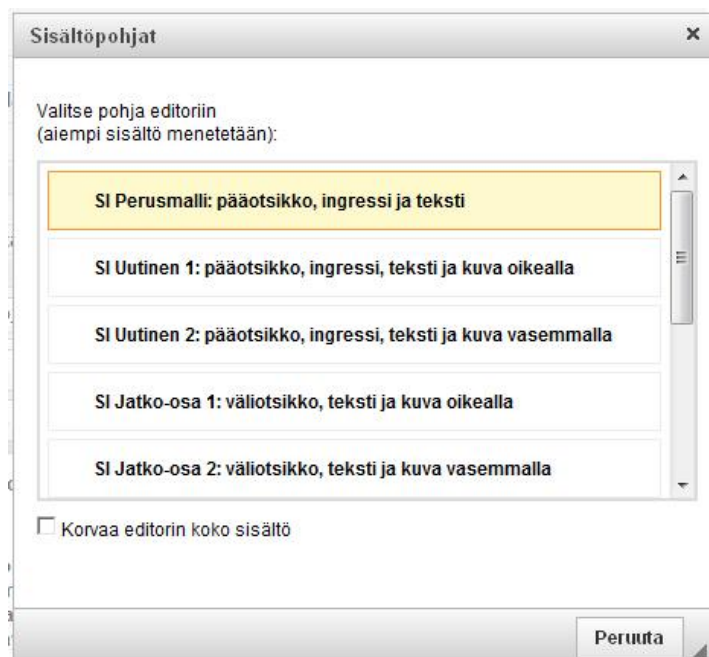 Sisältöpohjat
Valitse pohja editoriin
(aiempi sisältö menetetään):
SI Perusmalli: pääotsikko, ingressi ja teksti
SI Uutinen 1: pääotsikko, ingressi, teksti ja kuva oikealla
SI Uutinen 2: pääotsikko, ingressi, teksti ja kuva vasemmalla
SI Jatko-osa 1: väliotsikko, teksti ja kuva oikealla
SI Jatko-osa 2: väliotsikko, teksti ja kuva vasemmalla
Korvaa editorin koko sisältö
Peruuta